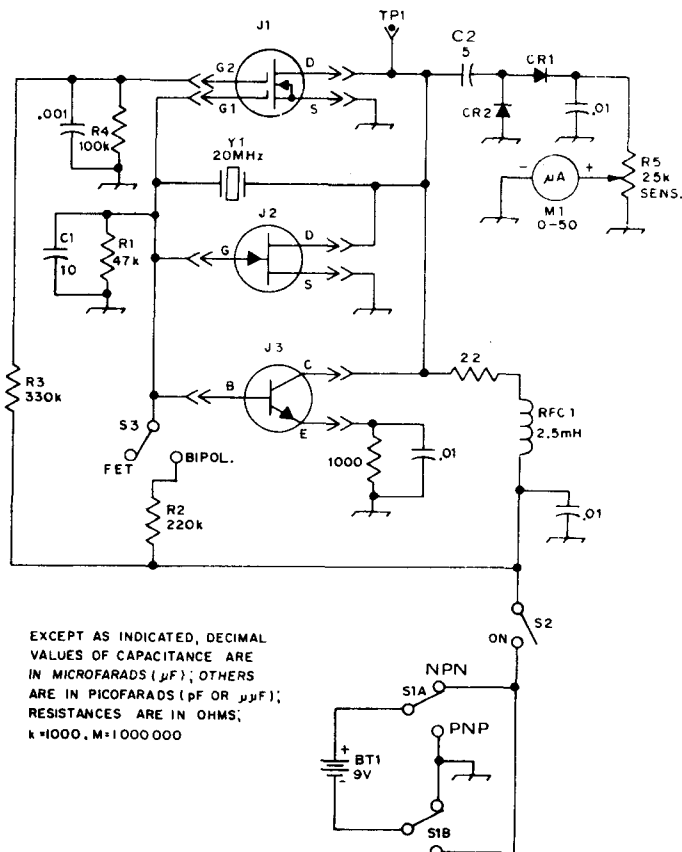 J1
TP1
C2
5
G2
D
CR1
G1
S
CR2
.001
R4
100k
.01
Y1
20MHz
R5
25k
SENS.
-
μA
+
M1
0-50
C1
10
R1
47k
J2
D
G
S
J3
C
22
R3
330k
B
E
RFC1
2.5mH
S3
FET
BIPOL.
1000
.01
.01
R2
220k
S2
ON
EXCEPT AS INDICATED, DECIMAL
VALUES OF CAPACITANCE ARE
IN MICROFARADS (μF); OTHERS
ARE IN PICOFARADS (pF OR μμF);
RESISTANCES ARE IN OHMS;
k=1000, M=1000 000
NPN
S1A
PNP
+
BT1
9V
-
S1B